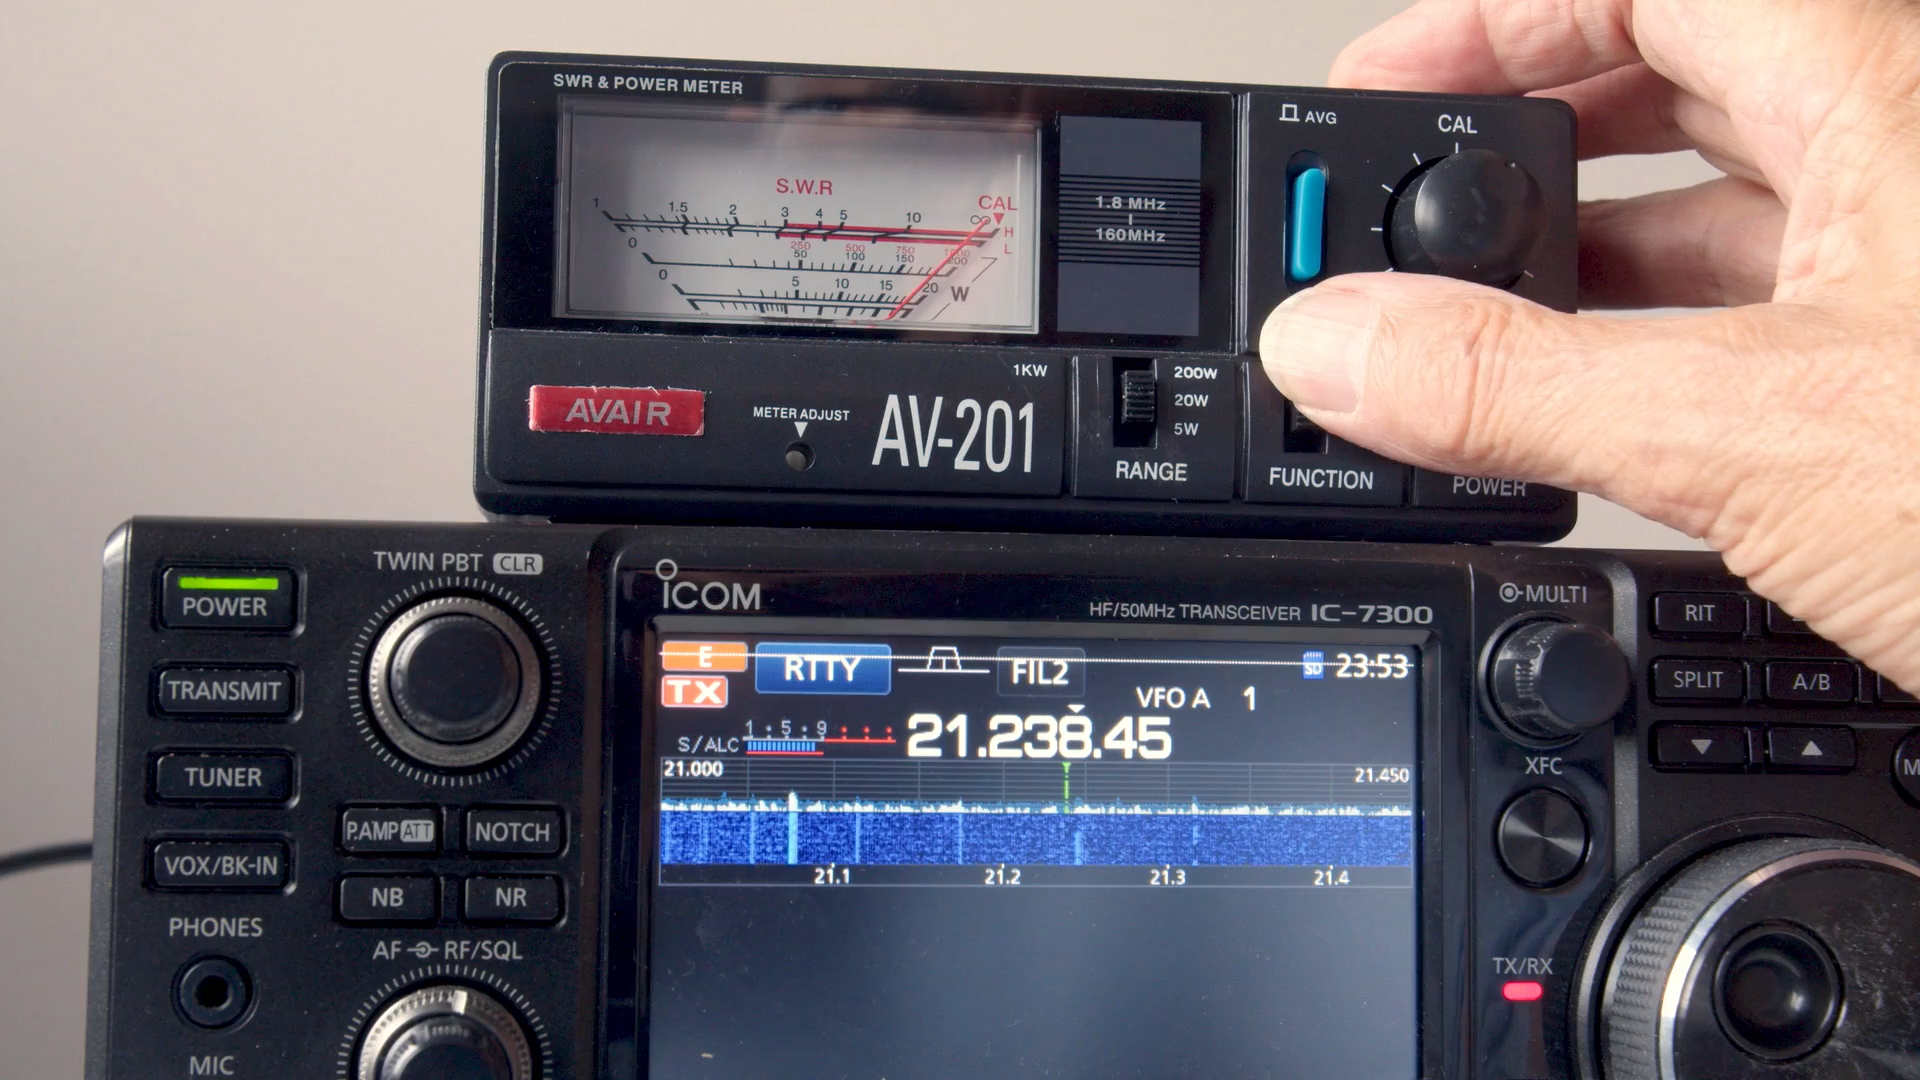 SWR & POWER METER
AVG
CAL
S.W.R
CAL
1 1.5 2 3 4 5 10 ∞
H
L
250 500 750
0 50 100 150 200
0 5 10 15 20
W
1.8 MHz
160MHz
1KW
AVAIR
METER ADJUST
AV-201
200W
20W
5W
RANGE
FUNCTION
POWER
POWER
TRANSMIT
TUNER
VOX/BK-IN
PHONES
MIC
TWIN PBT CLR
P.AMP ATT
NOTCH
NB
NR
AF RF/SQL
ICOM
HF/50MHz TRANSCEIVER IC-7300
E
TX
RTTY
FIL2
SD
23:53
VFO A 1
S/ALC
1 5 9
21.238.45
21.000
21.450
21.1 21.2 21.3 21.4
MULTI
XFC
TX/RX
RIT
SPLIT
A/B